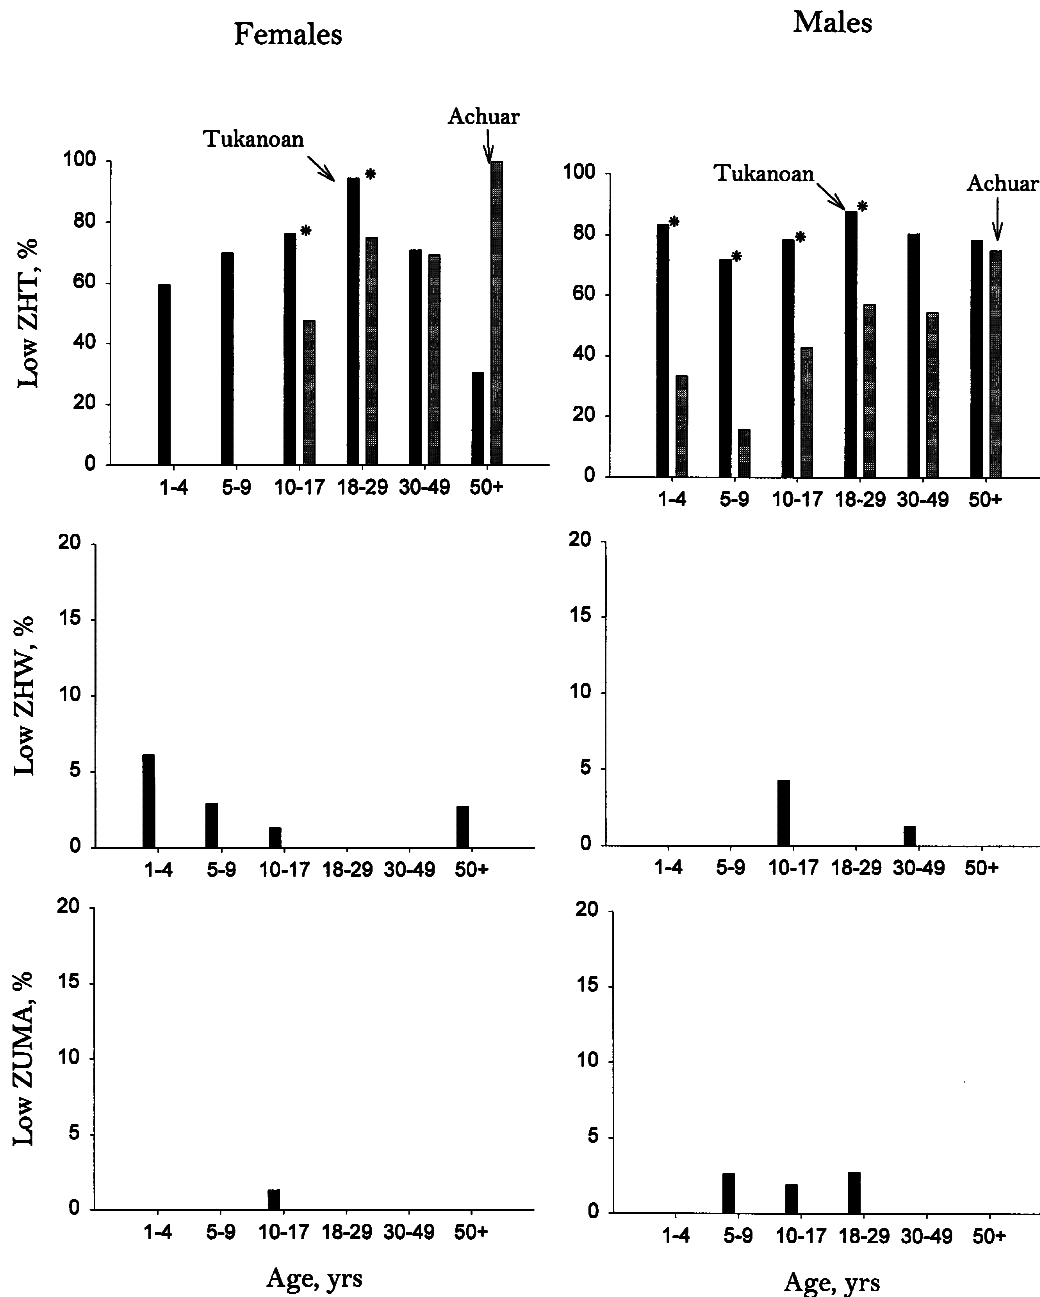 Females
Males
Tukanoan
Achuar
Tukanoan
Achuar
Low ZHT, %
100
80
60
40
20
0
*
*
1-4 5-9 10-17 18-29 30-49 50+
100
80
60
40
20
0
*
*
*
*
1-4 5-9 10-17 18-29 30-49 50+
Low ZHW, %
20
15
10
5
0
1-4 5-9 10-17 18-29 30-49 50+
20
15
10
5
0
1-4 5-9 10-17 18-29 30-49 50+
Low ZUMA, %
20
15
10
5
0
1-4 5-9 10-17 18-29 30-49 50+
Age, yrs
20
15
10
5
0
1-4 5-9 10-17 18-29 30-49 50+
Age, yrs